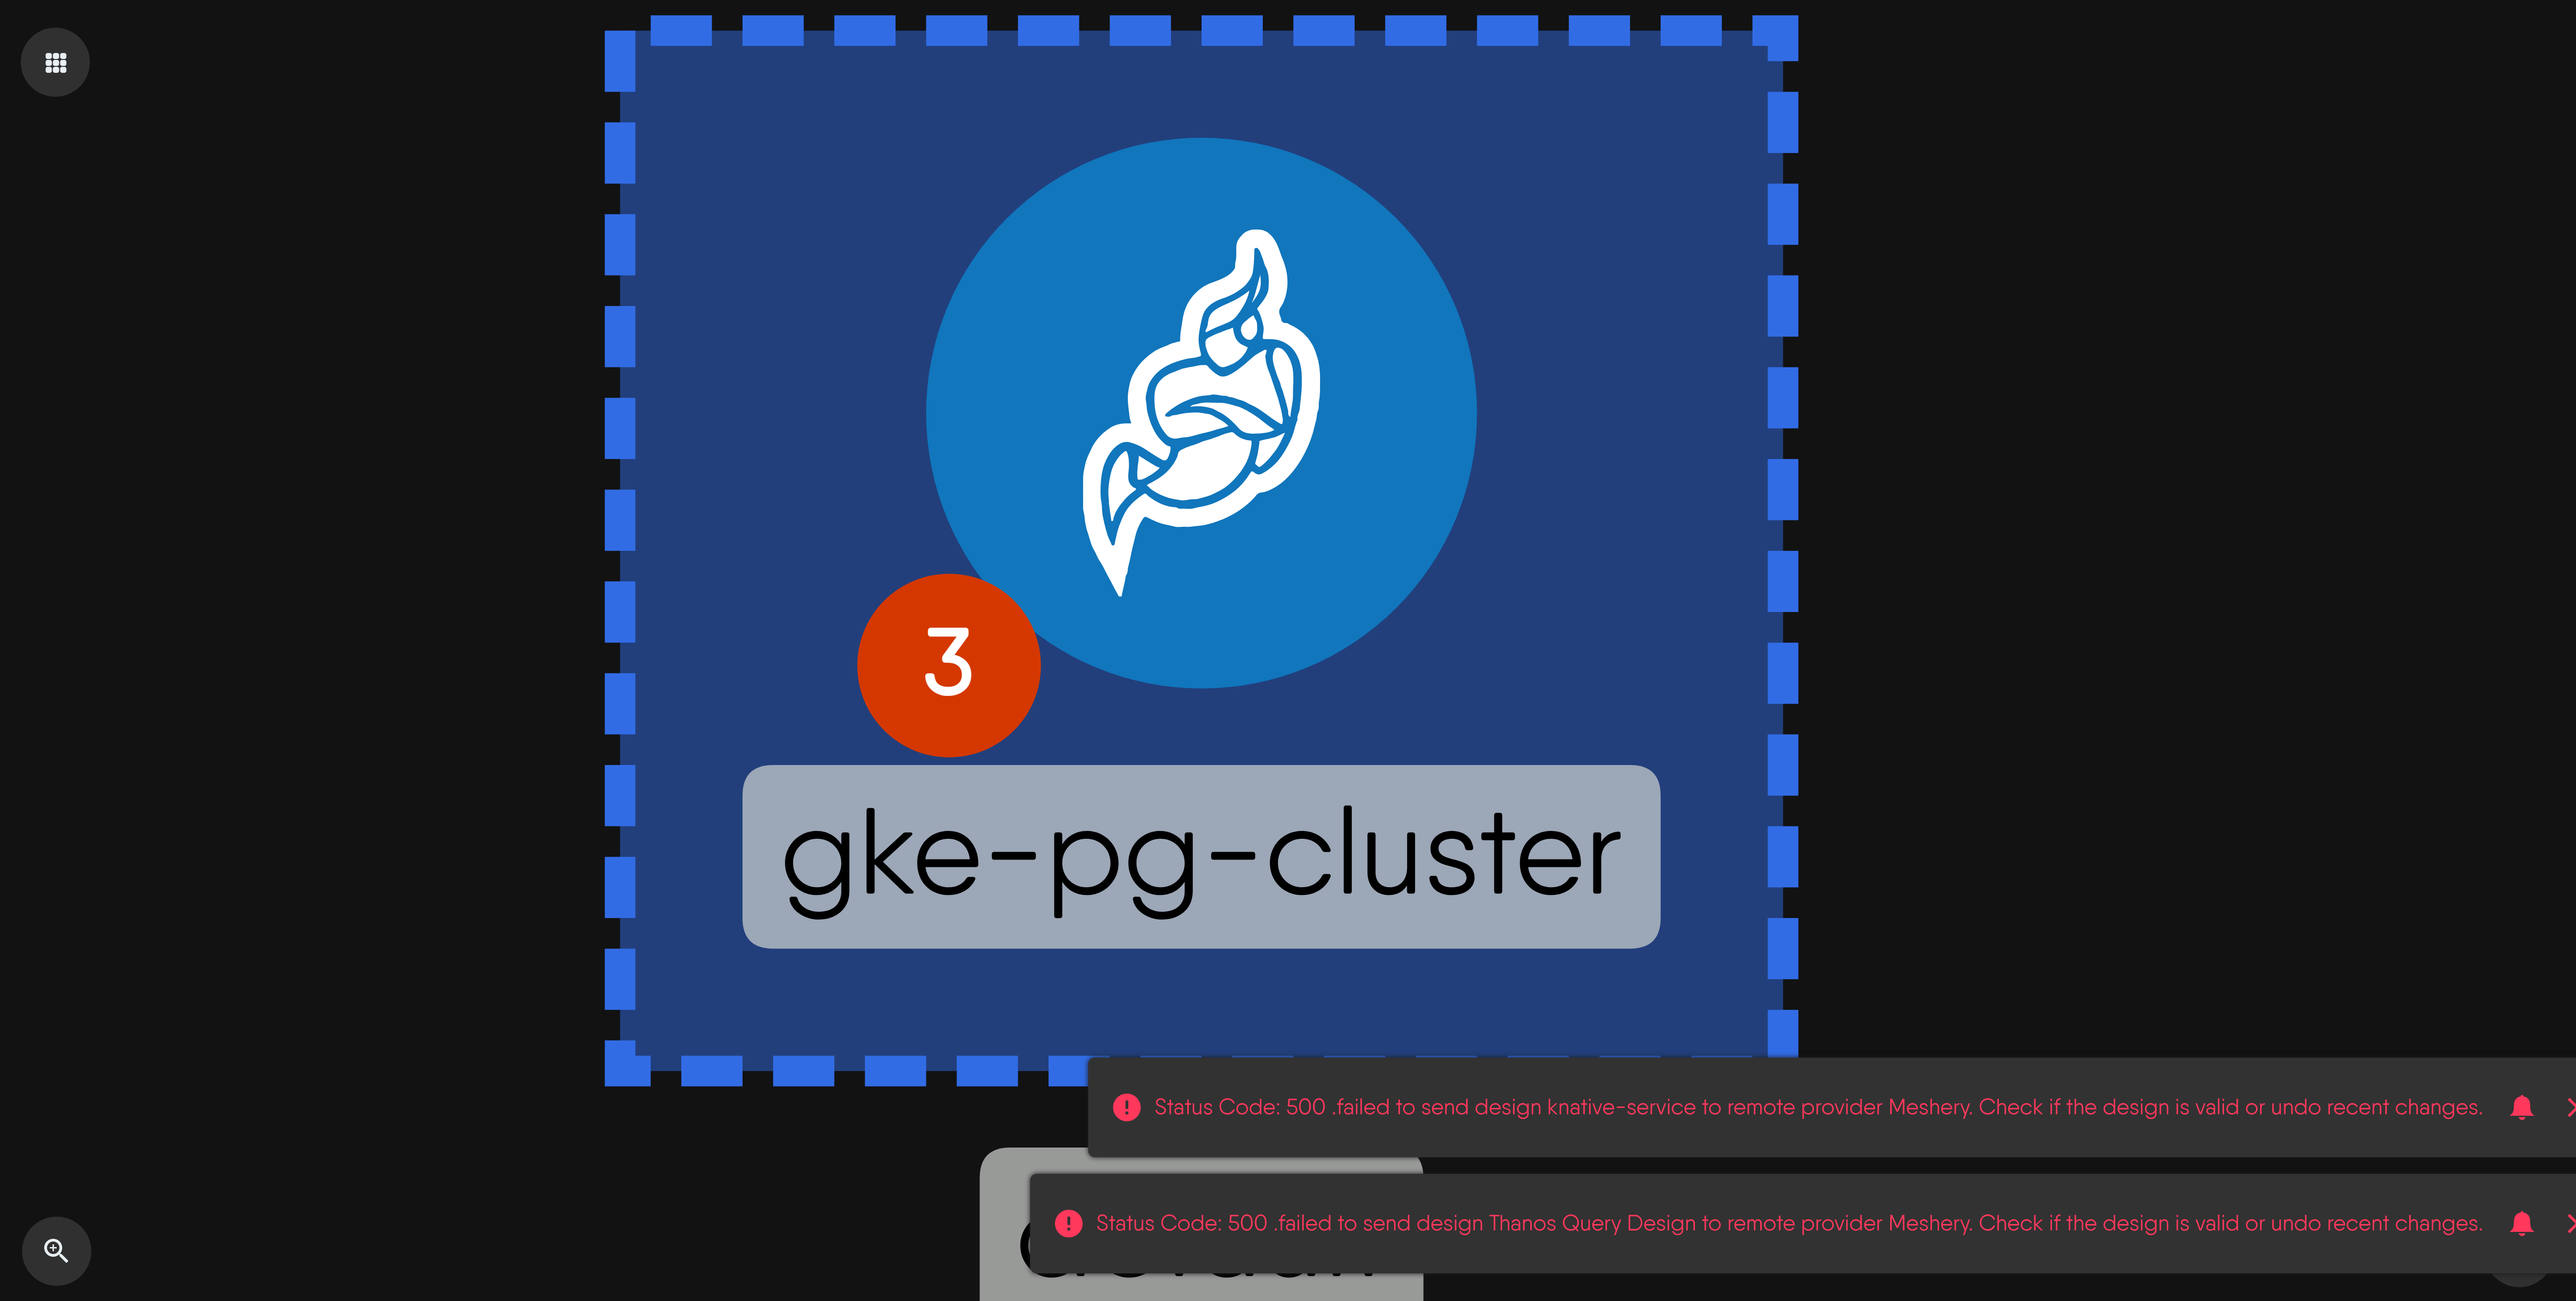 3
gke-pg-cluster
Status Code: 500 .failed to send design knative-service to remote provider Meshery. Check if the design is valid or undo recent changes.
Status Code: 500 .failed to send design Thanos Query Design to remote provider Meshery. Check if the design is valid or undo recent changes.